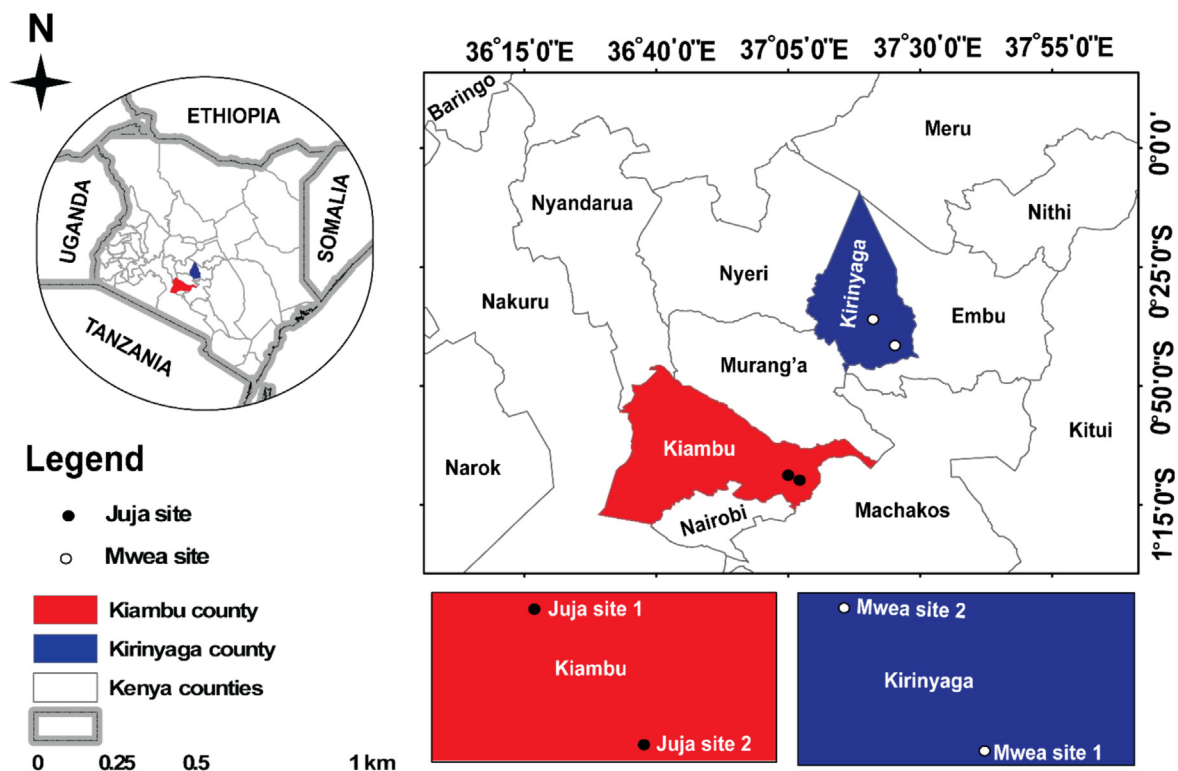 N
ETHIOPIA
UGANDA
SOMALIA
TANZANIA
36°15'0"E 36°40'0"E 37°05'0"E 37°30'0"E 37°55'0"E
Baringo
Meru
Nyandarua
Nithi
Nyeri
Kirinyaga
Nakuru
Embu
Murang'a
Kitui
Kiambu
Narok
Nairobi
Machakos
0°0'0'
0°25'0"S
0°50'0"S
1°15'0"S
Legend
Juja site
Mwea site
Kiambu county
Kirinyaga county
Kenya counties
0 0.25 0.5 1 km
Juja site 1
Kiambu
Juja site 2
Mwea site 2
Kirinyaga
Mwea site 1